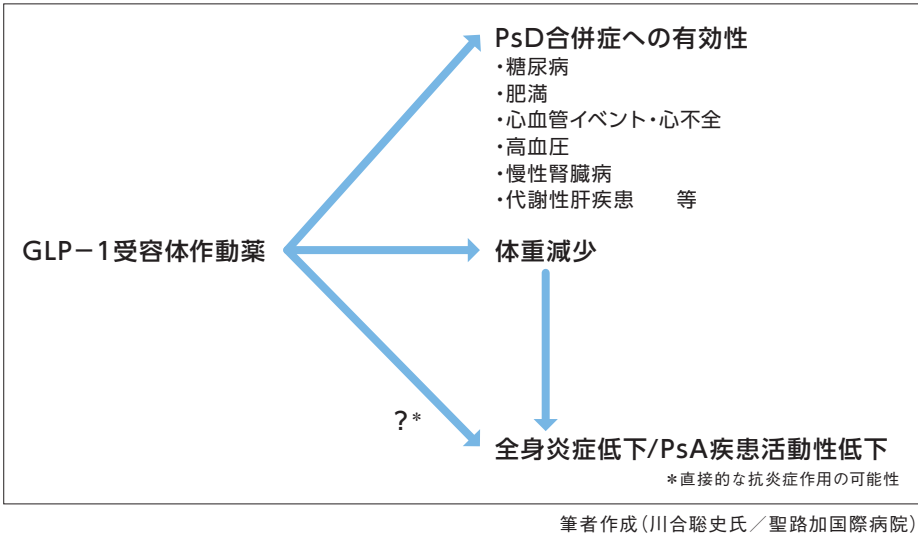 PsD合併症への有効性
・糖尿病
・肥満
・心血管イベント・心不全
・高血圧
・慢性腎臓病
・代謝性肝疾患　　等
GLP−1受容体作動薬
体重減少
?*
全身炎症低下/PsA疾患活動性低下
*直接的な抗炎症作用の可能性
筆者作成(川合聡史氏／聖路加国際病院)